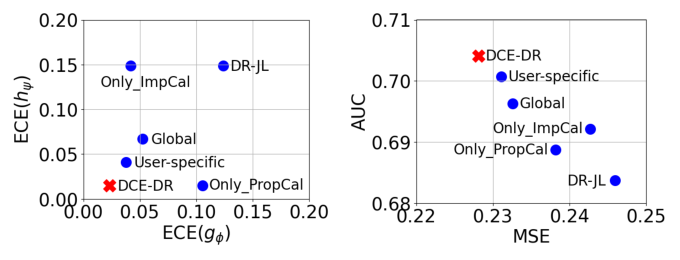 0.20
0.15
0.10
0.05
0.00
ECE(hψ)
Only_ImpCal
DR-JL
Global
User-specific
DCE-DR
Only_PropCal
0.00 0.05 0.10 0.15 0.20
ECE(gϕ)
0.71
0.70
0.69
0.68
AUC
DCE-DR
User-specific
Global
Only_ImpCal
Only_PropCal
DR-JL
0.22 0.23 0.24 0.25
MSE